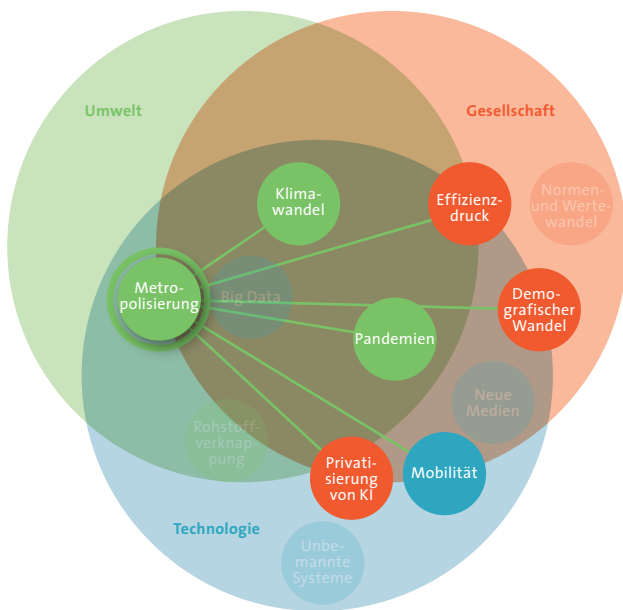 Umwelt
Gesellschaft
Klima-
wandel
Effizienz-
druck
Normen-
und Werte-
wandel
Metro-
polisierung
Big Data
Demo-
grafischer
Wandel
Pandemien
Neue
Medien
Rohstoff-
verknap-
pung
Privati-
sierung
von KI
Mobilität
Technologie
Unbe-
mannte
Systeme